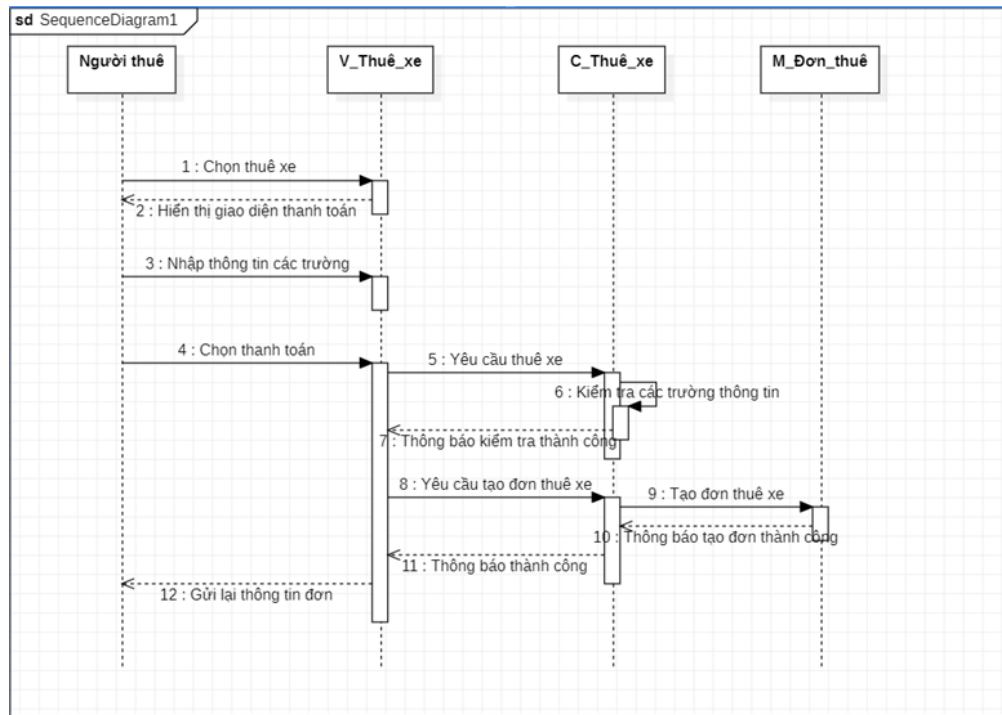 sd SequenceDiagram1
Người thuê
V_Thuê_xe
C_Thuê_xe
M_Đơn_thuê
1 : Chọn thuê xe
2 : Hiển thị giao diện thanh toán
3 : Nhập thông tin các trường
4 : Chọn thanh toán
5 : Yêu cầu thuê xe
6 : Kiểm tra các trường thông tin
7 : Thông báo kiểm tra thành công
8 : Yêu cầu tạo đơn thuê xe
9 : Tạo đơn thuê xe
10 : Thông báo tạo đơn thành công
11 : Thông báo thành công
12 : Gửi lại thông tin đơn